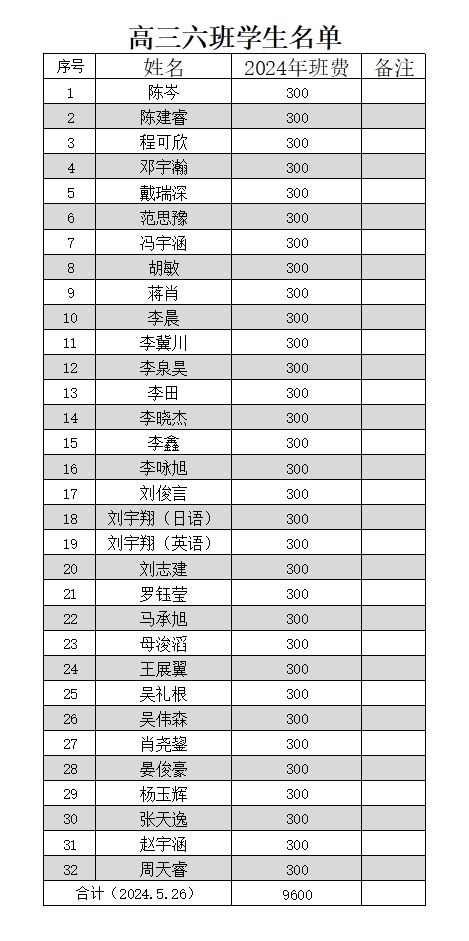 高三六班学生名单
序号 姓名 2024年班费 备注
1 陈岑 300
2 陈建睿 300
3 程可欣 300
4 邓宇瀚 300
5 戴瑞深 300
6 范思豫 300
7 冯宇涵 300
8 胡敏 300
9 蒋肖 300
10 李晨 300
11 李冀川 300
12 李泉昊 300
13 李田 300
14 李晓杰 300
15 李鑫 300
16 李咏旭 300
17 刘俊言 300
18 刘宇翔（日语） 300
19 刘宇翔（英语） 300
20 刘志建 300
21 罗钰莹 300
22 马承旭 300
23 母浚滔 300
24 王展翼 300
25 吴礼根 300
26 吴伟森 300
27 肖尧鋆 300
28 晏俊豪 300
29 杨玉辉 300
30 张天逸 300
31 赵宇涵 300
32 周天睿 300
合计（2024.5.26） 9600